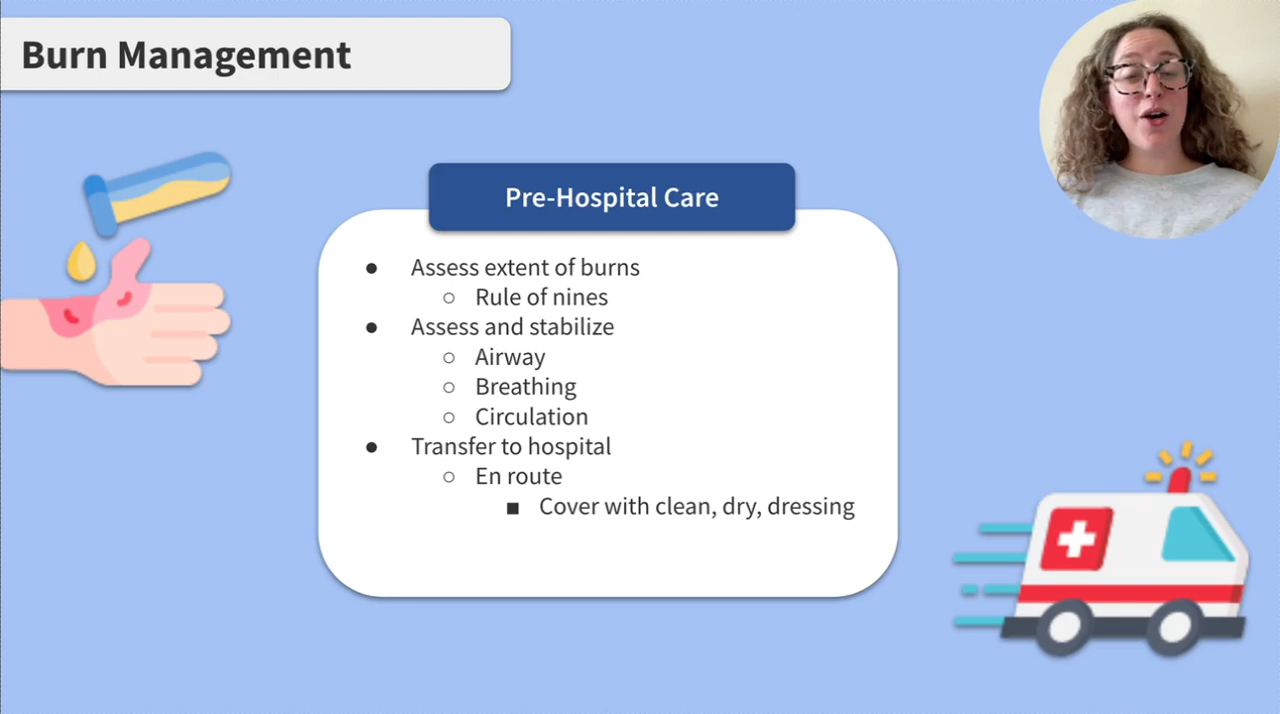 Burn Management
Pre-Hospital Care
● Assess extent of burns
○ Rule of nines
● Assess and stabilize
○ Airway
○ Breathing
○ Circulation
● Transfer to hospital
○ En route
■ Cover with clean, dry, dressing